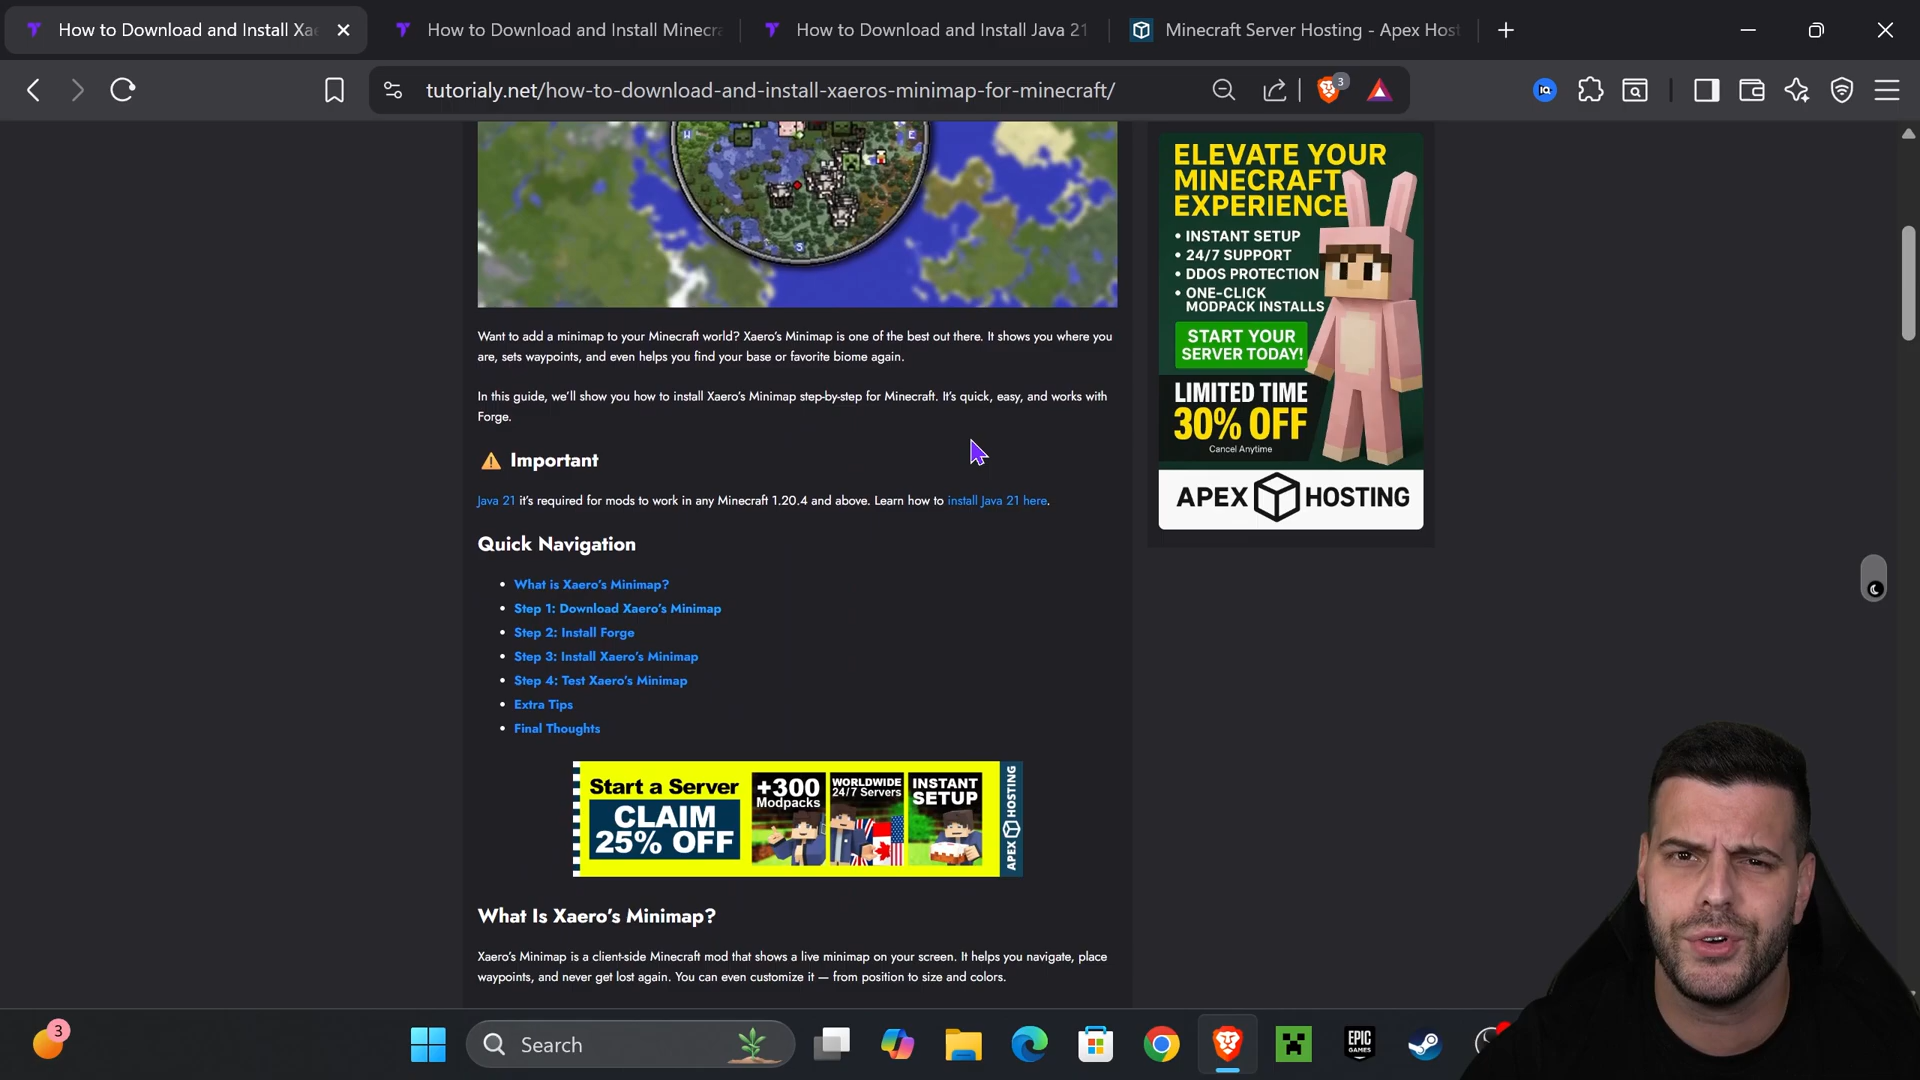 How to Download and Install Xae
How to Download and Install Minecra
How to Download and Install Java 21
Minecraft Server Hosting - Apex Host
tutorialy.net/how-to-download-and-install-xaeros-minimap-for-minecraft/
3
W
E
S
Want to add a minimap to your Minecraft world? Xaero's Minimap is one of the best out there. It shows you where you
are, sets waypoints, and even helps you find your base or favorite biome again.
In this guide, we'll show you how to install Xaero's Minimap step-by-step for Minecraft. It's quick, easy, and works with
Forge.
Important
Java 21 it's required for mods to work in any Minecraft 1.20.4 and above. Learn how to install Java 21 here.
Quick Navigation
• What is Xaero's Minimap?
• Step 1: Download Xaero's Minimap
• Step 2: Install Forge
• Step 3: Install Xaero's Minimap
• Step 4: Test Xaero's Minimap
• Extra Tips
• Final Thoughts
Start a Server
CLAIM
25% OFF
+300
Modpacks
WORLDWIDE
24/7 Servers
INSTANT
SETUP
APEX HOSTING
What Is Xaero's Minimap?
Xaero's Minimap is a client-side Minecraft mod that shows a live minimap on your screen. It helps you navigate, place
waypoints, and never get lost again. You can even customize it — from position to size and colors.
ELEVATE YOUR
MINECRAFT
EXPERIENCE
• INSTANT SETUP
• 24/7 SUPPORT
• DDOS PROTECTION
• ONE-CLICK
MODPACK INSTALLS
START YOUR
SERVER TODAY!
LIMITED TIME
30% OFF
Cancel Anytime
APEX HOSTING
3
Search
EPIC
GAMES